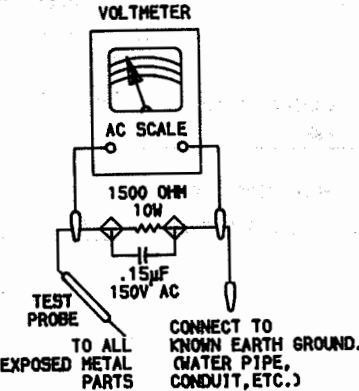 VOLTMETER
AC SCALE
1500 OHM
10W
.15µF
150V AC
TEST
PROBE
TO ALL
EXPOSED METAL
PARTS
CONNECT TO
KNOWN EARTH GROUND.
(WATER PIPE,
CONDUIT,ETC.)